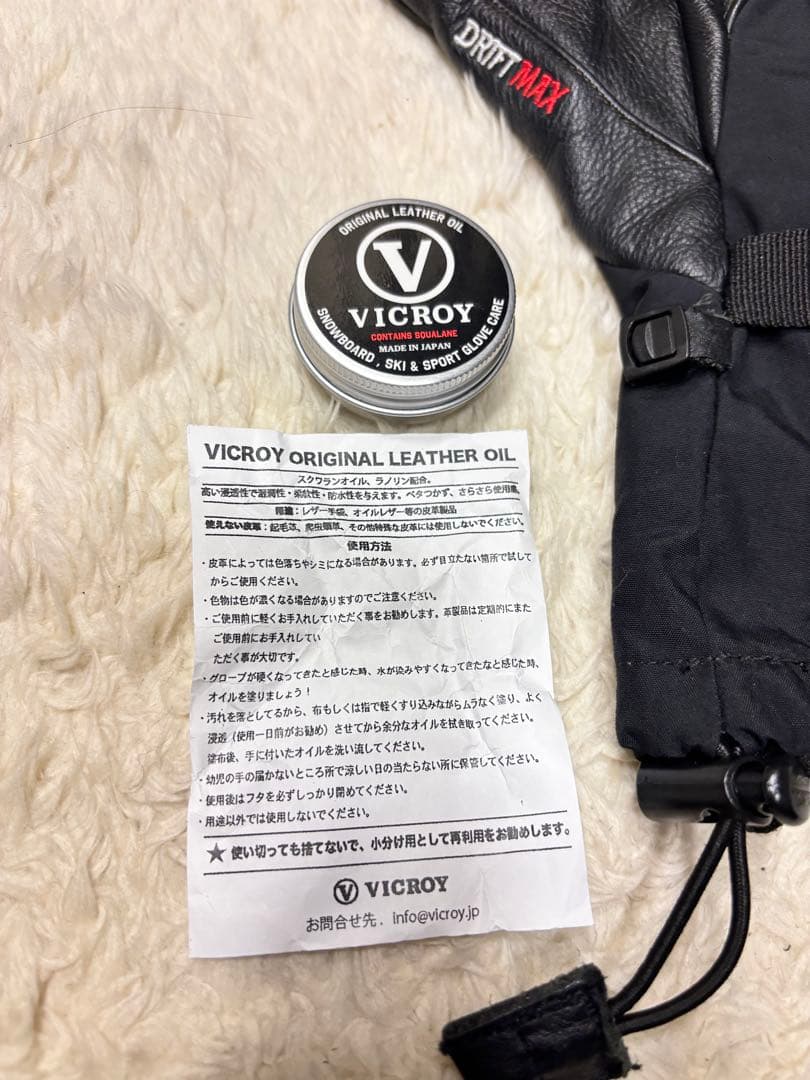 DRIFT MAX
ORIGINAL LEATHER OIL
V
VICROY
CONTAINS SQUALANE
MADE IN JAPAN
SNOWBOARD , SKI & SPORT GLOVE CARE
VICROY ORIGINAL LEATHER OIL
スクワランオイル、ラノリン配合。
高い浸透性で湿潤性・柔軟性・防水性を与えます。ベタつかず、さらさら使用感。
用途：レザー手袋、オイルレザー等の皮革製品
使えない皮革：起毛革、爬虫類革、その他特殊な皮革には使用しないでください。
使用方法
・皮革によっては色落ちやシミになる場合があります。必ず目立たない箇所で試して
からご使用ください。
・色物は色が濃くなる場合がありますのでご注意ください。
・ご使用前に軽くお手入れしていただく事をお勧めします。革製品は定期的にまた
ご使用前にお手入れしてい
ただく事が大切です。
・グローブが硬くなってきたと感じた時、水が染みやすくなってきたなと感じた時、
オイルを塗りましょう！
・汚れを落としてるから、布もしくは指で軽くすり込みながらムラなく塗り、よく
浸透（使用一日前がお勧め）させてから余分なオイルを拭き取ってください。
塗布後、手に付いたオイルを洗い流してください。
・幼児の手の届かないところ所で涼しい日の当たらない所に保管してください。
・使用後はフタを必ずしっかり閉めてください。
・用途以外では使用しないでください。
★ 使い切っても捨てないで、小分け用として再利用をお勧めします。
V VICROY
お問合せ先．info@vicroy.jp